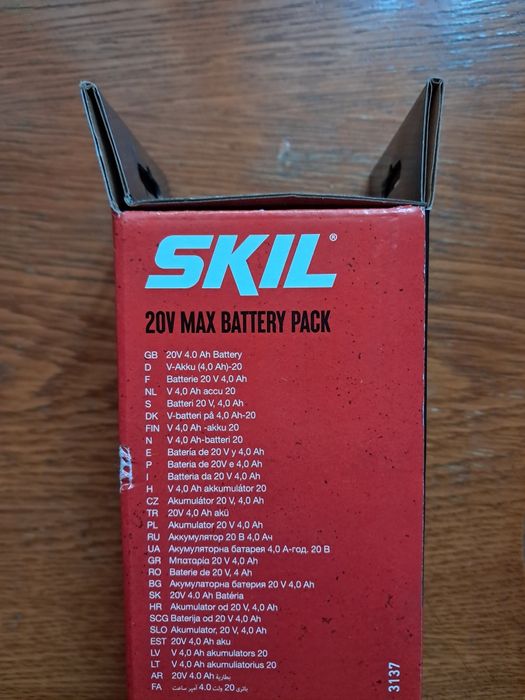 SKIL®
20V MAX BATTERY PACK
GB 20V 4.0 Ah Battery
D V-Akku (4,0 Ah)-20
F Batterie 20 V 4,0 Ah
NL V 4,0 Ah accu 20
S Batteri 20 V, 4,0 Ah
DK V-batteri på 4,0 Ah-20
FIN V 4,0 Ah -akku 20
N V 4,0 Ah-batteri 20
E Batería de 20 V y 4,0 Ah
P Bateria de 20V e 4,0 Ah
I Batteria da 20 V, 4,0 Ah
H V 4,0 Ah akkumulátor 20
CZ Akumulátor 20 V, 4,0 Ah
TR 20V 4,0 Ah akü
PL Akumulator 20 V, 4,0 Ah
RU Аккумулятор 20 В 4,0 Ач
UA Акумуляторна батарея 4,0 А-год. 20 В
GR Μπαταρία 20 V 4,0 Ah
RO Baterie de 20 V, 4 Ah
BG Акумулаторна батерия 20 V 4,0 Ah
SK 20V 4.0 Ah Batéria
HR Akumulator od 20 V, 4,0 Ah
SCG Baterija od 20 V, 4,0 Ah
SLO Akumulator, 20 V, 4,0 Ah
EST 20 V, 4,0 Ah aku
LV V 4,0 Ah akumulators 20
LT V 4,0 Ah akumuliatorius 20
AR بطارية 20V 4.0 Ah
FA باتری 20 ولت 4.0 آمپر ساعت
3137